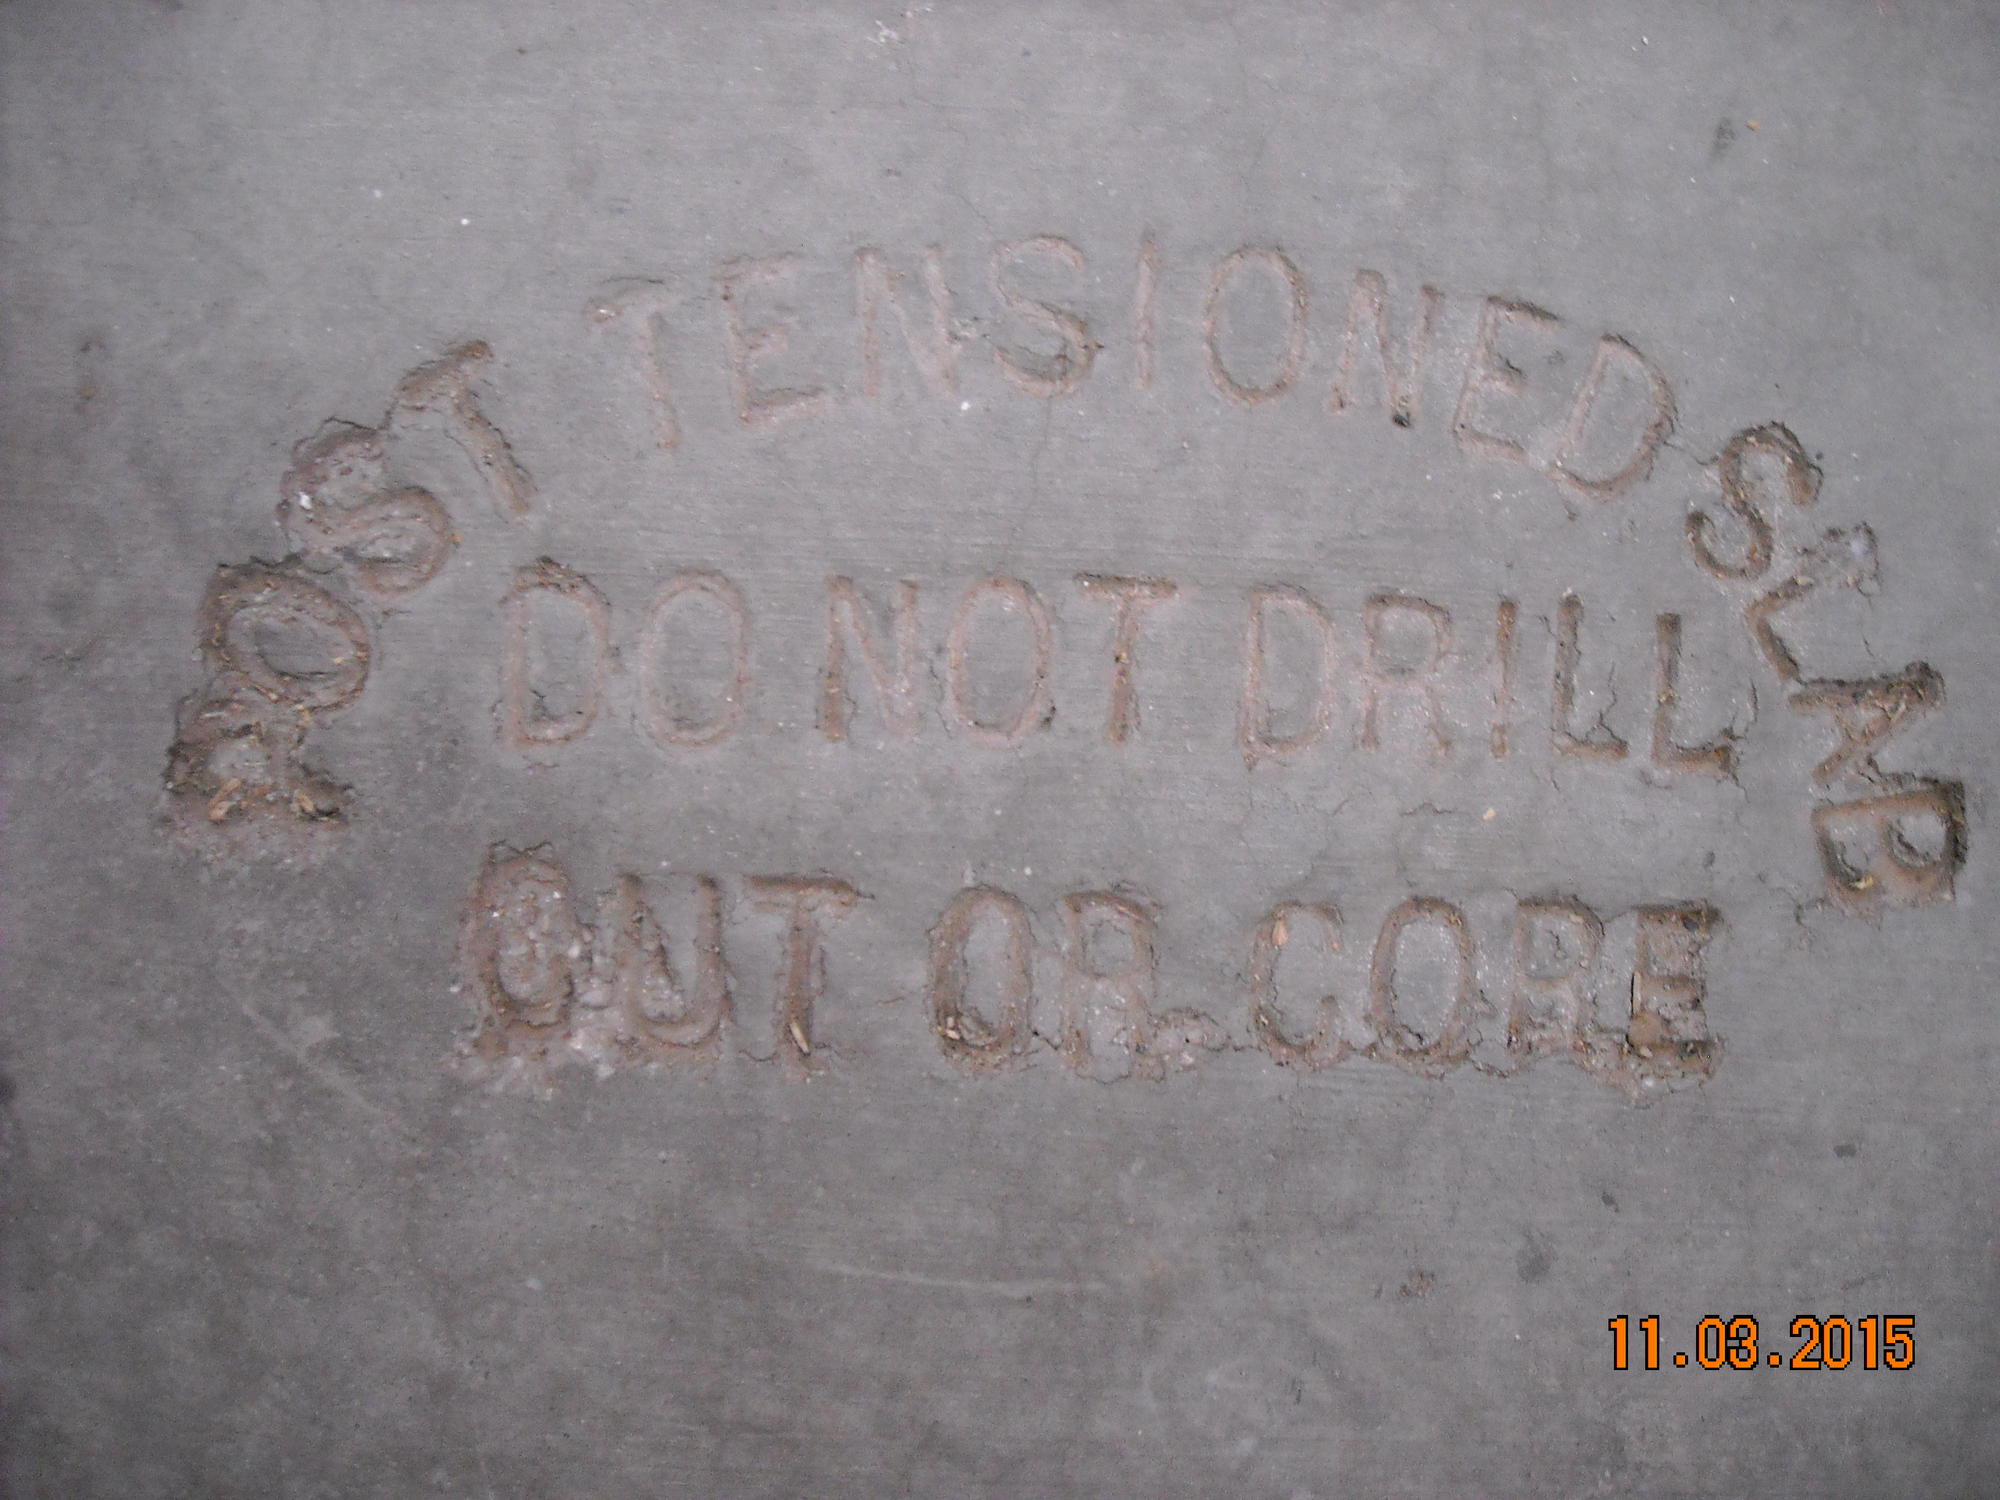 POST TENSIONED SLAB
DO NOT DRILL
CUT OR CORE
11.03.2015